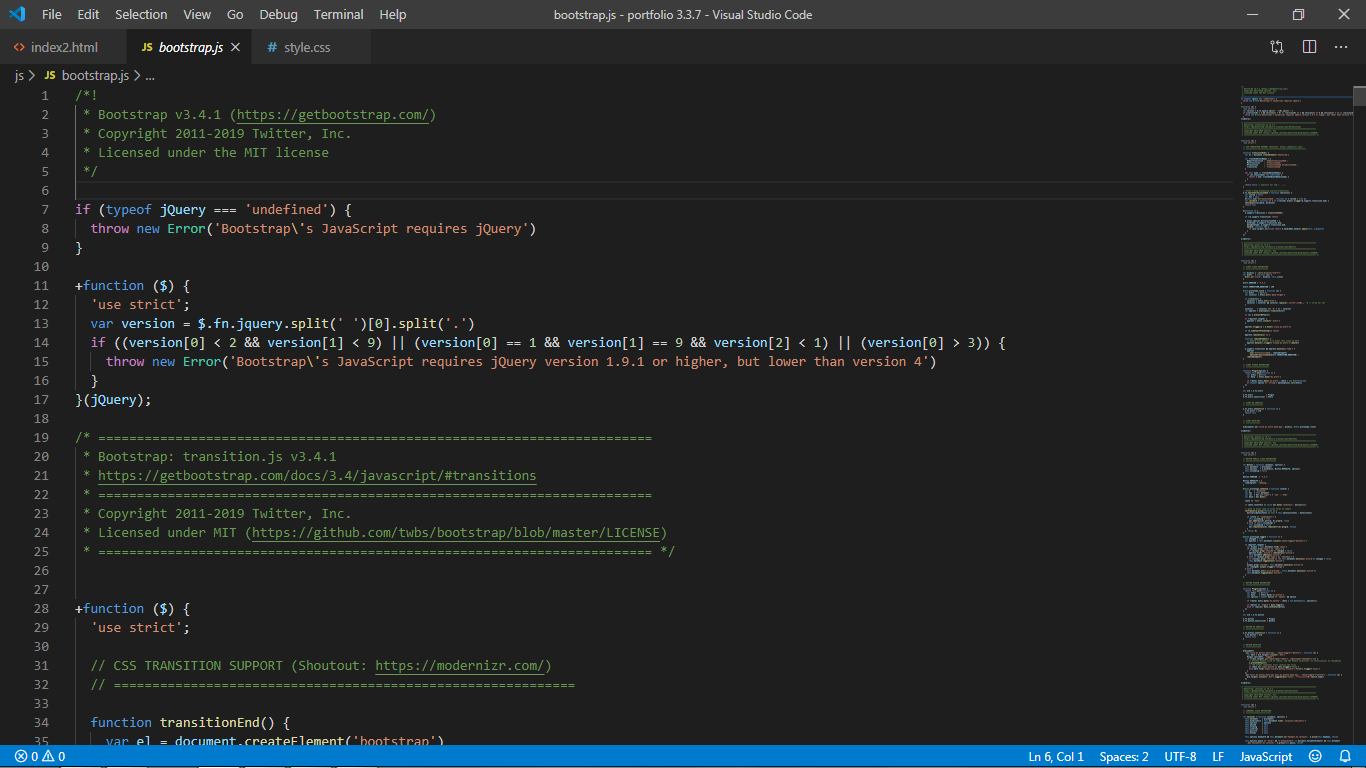 File Edit Selection View Go Debug Terminal Help bootstrap.js - portfolio 3.3.7 - Visual Studio Code
<> index2.html JS bootstrap.js × # style.css ...
js > JS bootstrap.js > ...
1 /*!
2  * Bootstrap v3.4.1 (https://getbootstrap.com/)
3  * Copyright 2011-2019 Twitter, Inc.
4  * Licensed under the MIT license
5  */
6
7 if (typeof jQuery === 'undefined') {
8   throw new Error('Bootstrap\'s JavaScript requires jQuery')
9 }
10
11 +function ($) {
12   'use strict';
13   var version = $.fn.jquery.split(' ')[0].split('.')
14   if ((version[0] < 2 && version[1] < 9) || (version[0] == 1 && version[1] == 9 && version[2] < 1) || (version[0] > 3)) {
15     throw new Error('Bootstrap\'s JavaScript requires jQuery version 1.9.1 or higher, but lower than version 4')
16   }
17 }(jQuery);
18
19 /* ========================================================================
20  * Bootstrap: transition.js v3.4.1
21  * https://getbootstrap.com/docs/3.4/javascript/#transitions
22  * ========================================================================
23  * Copyright 2011-2019 Twitter, Inc.
24  * Licensed under MIT (https://github.com/twbs/bootstrap/blob/master/LICENSE)
25  * ======================================================================== */
26
27
28 +function ($) {
29   'use strict';
30
31   // CSS TRANSITION SUPPORT (Shoutout: https://modernizr.com/)
32   // ============================================================
33
34   function transitionEnd() {
35     var el = document.createElement('bootstrap')
0 0 Ln 6, Col 1 Spaces: 2 UTF-8 LF JavaScript